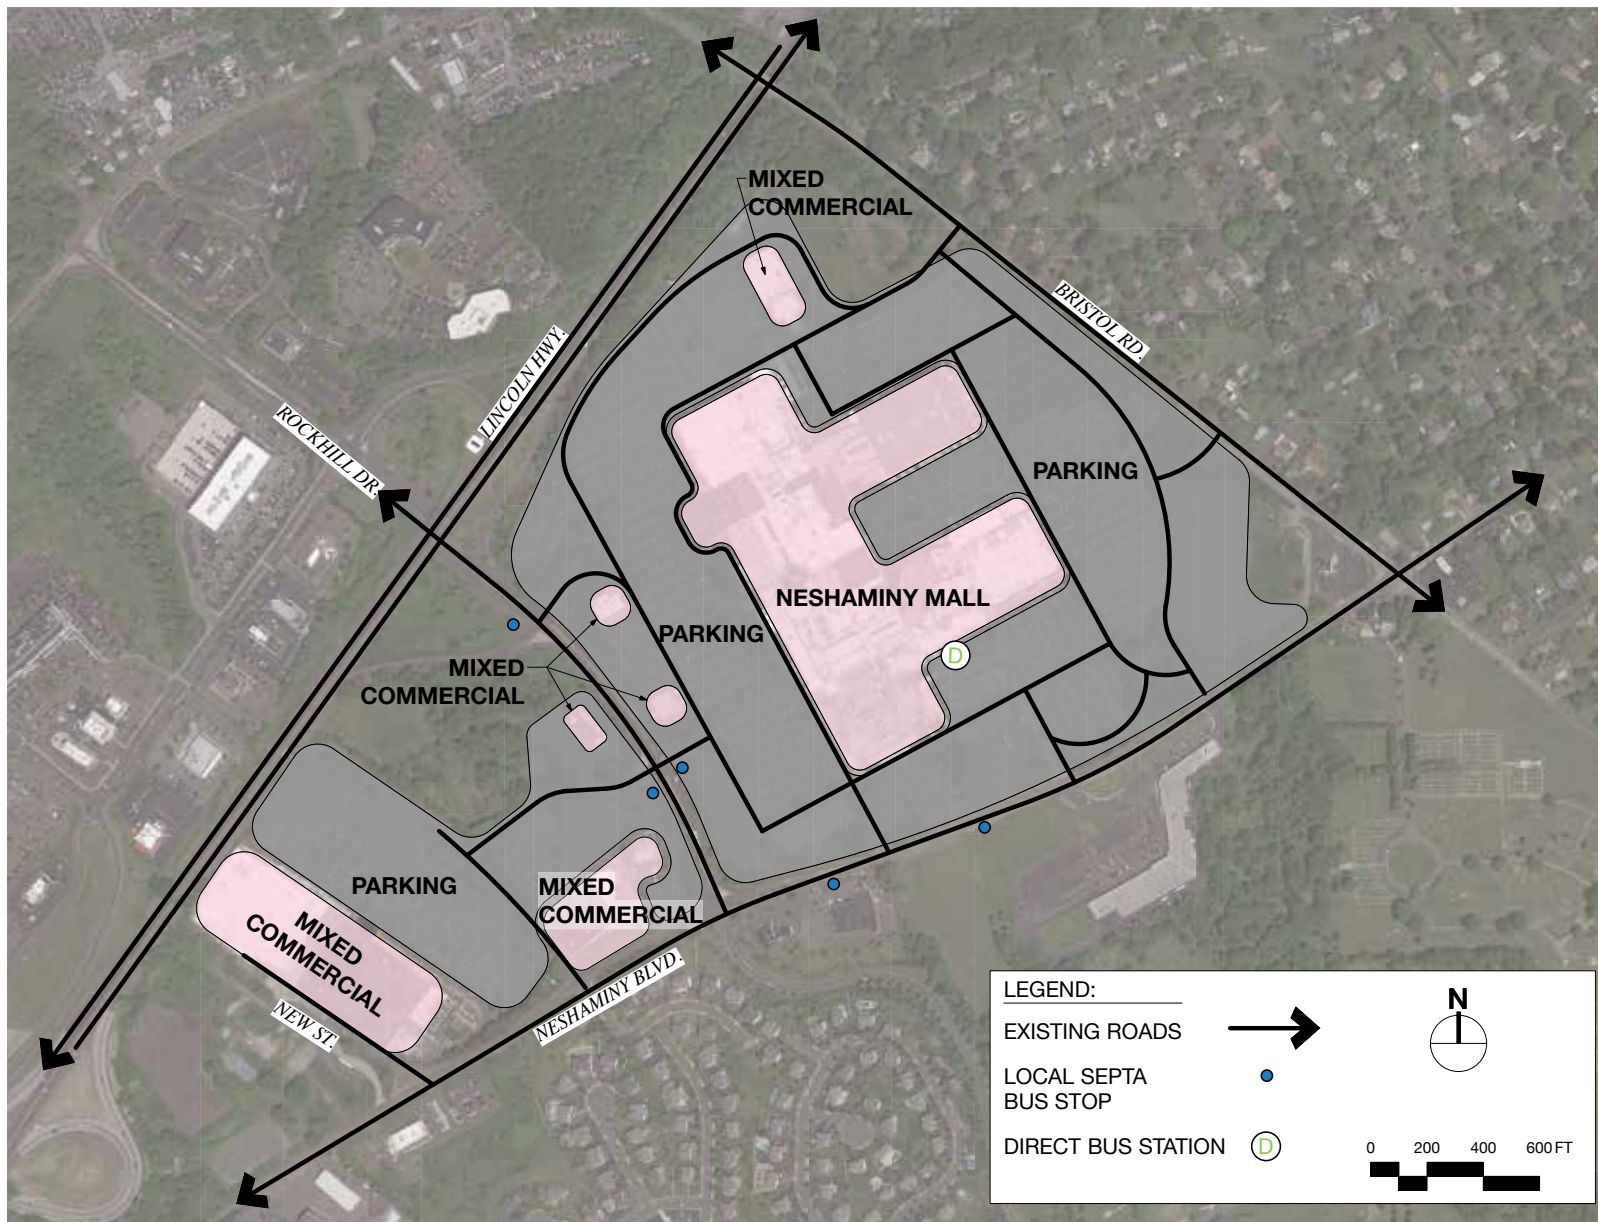 MIXED
COMMERCIAL
BRISTOL RD.
LINCOLN HWY.
ROCKHILL DR.
PARKING
NESHAMINY MALL
PARKING
D
MIXED
COMMERCIAL
PARKING
MIXED
COMMERCIAL
MIXED
COMMERCIAL
NESHAMINY BLVD.
NEW ST.
LEGEND:
EXISTING ROADS
LOCAL SEPTA
BUS STOP
DIRECT BUS STATION D
N
0 200 400 600 FT